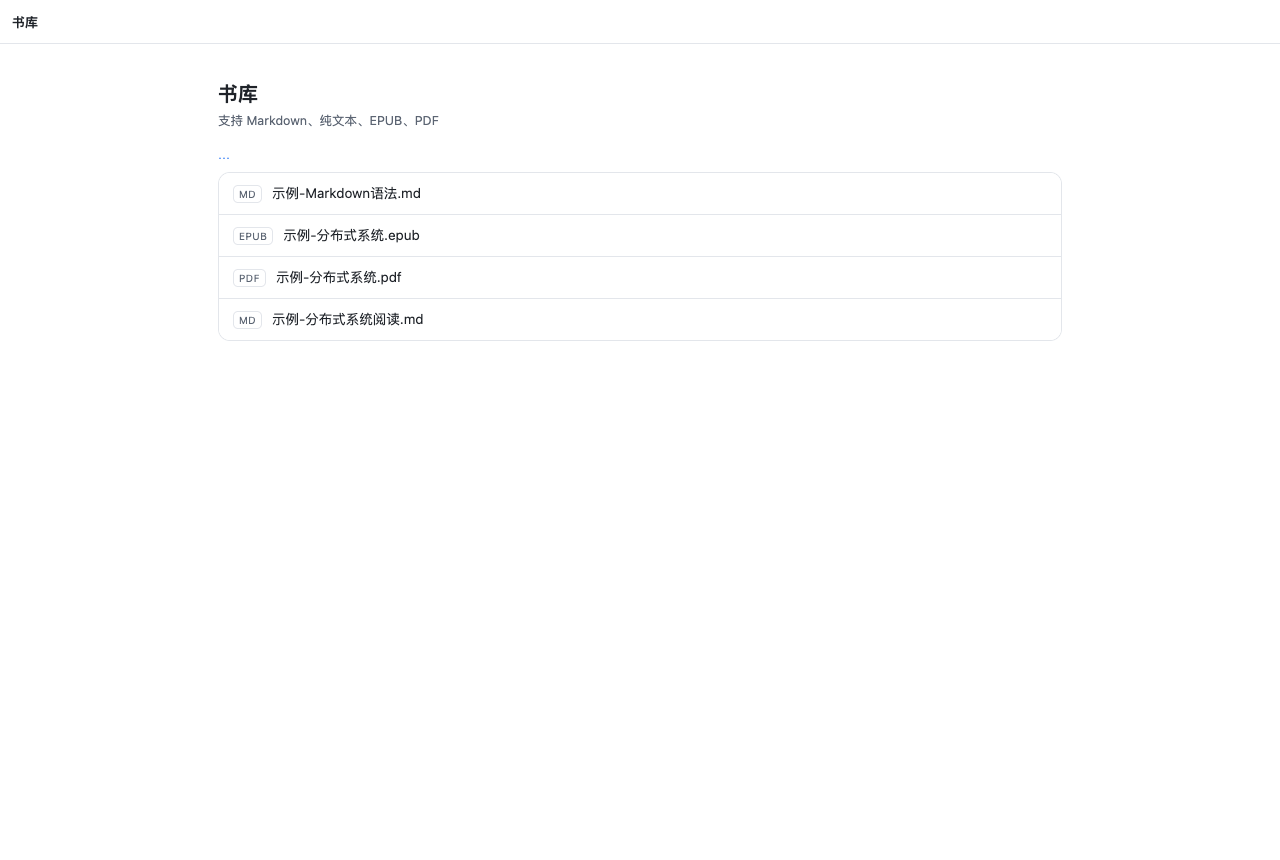 书库
书库
支持 Markdown、纯文本、EPUB、PDF
...
MD 示例-Markdown语法.md
EPUB 示例-分布式系统.epub
PDF 示例-分布式系统.pdf
MD 示例-分布式系统阅读.md